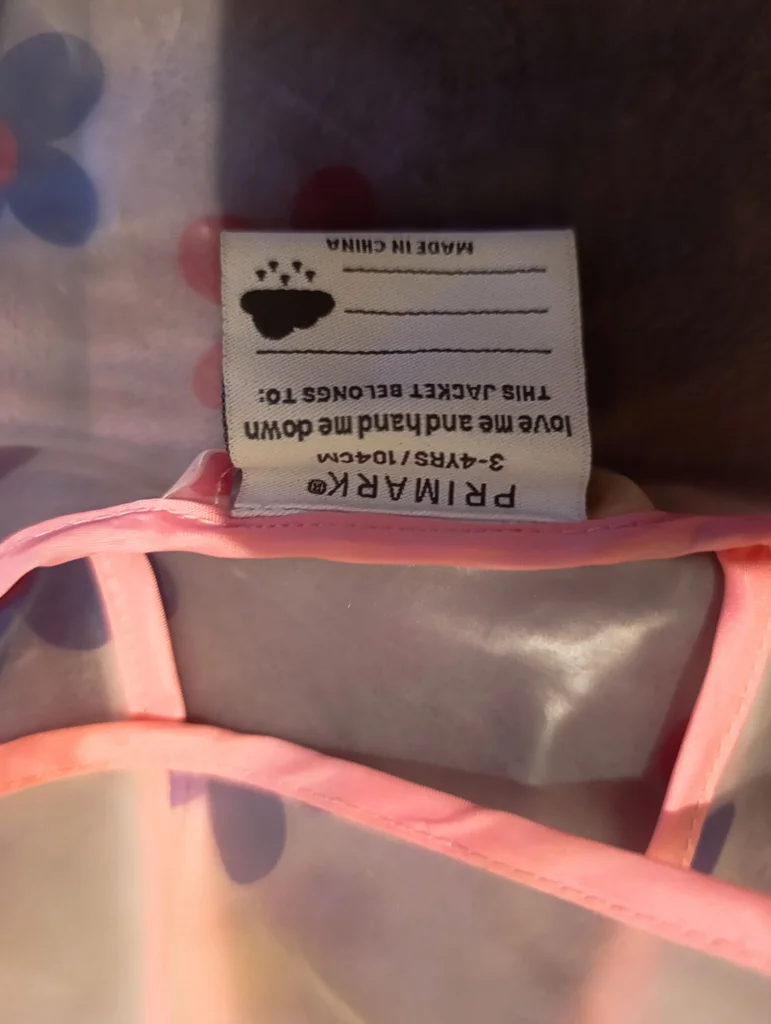 PRIMARK®
3-4YRS/104CM
love me and hand me down
THIS JACKET BELONGS TO:
MADE IN CHINA